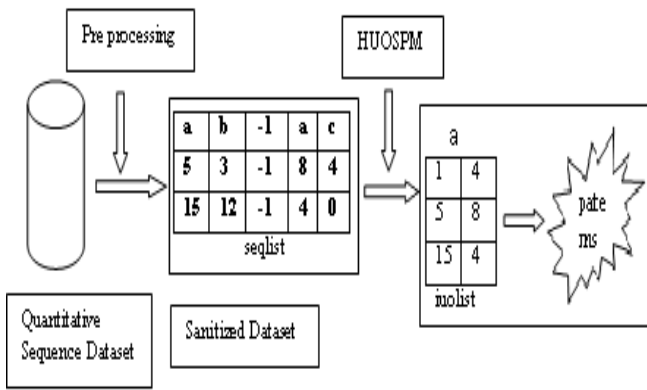 Pre processing
HUOSPM
a b -1 a c
5 3 -1 8 4
15 12 -1 4 0
seqlist
a
1 4
5 8
15 4
iuolist
pate
rns
Quantitative
Sequence Dataset
Sanitized Dataset